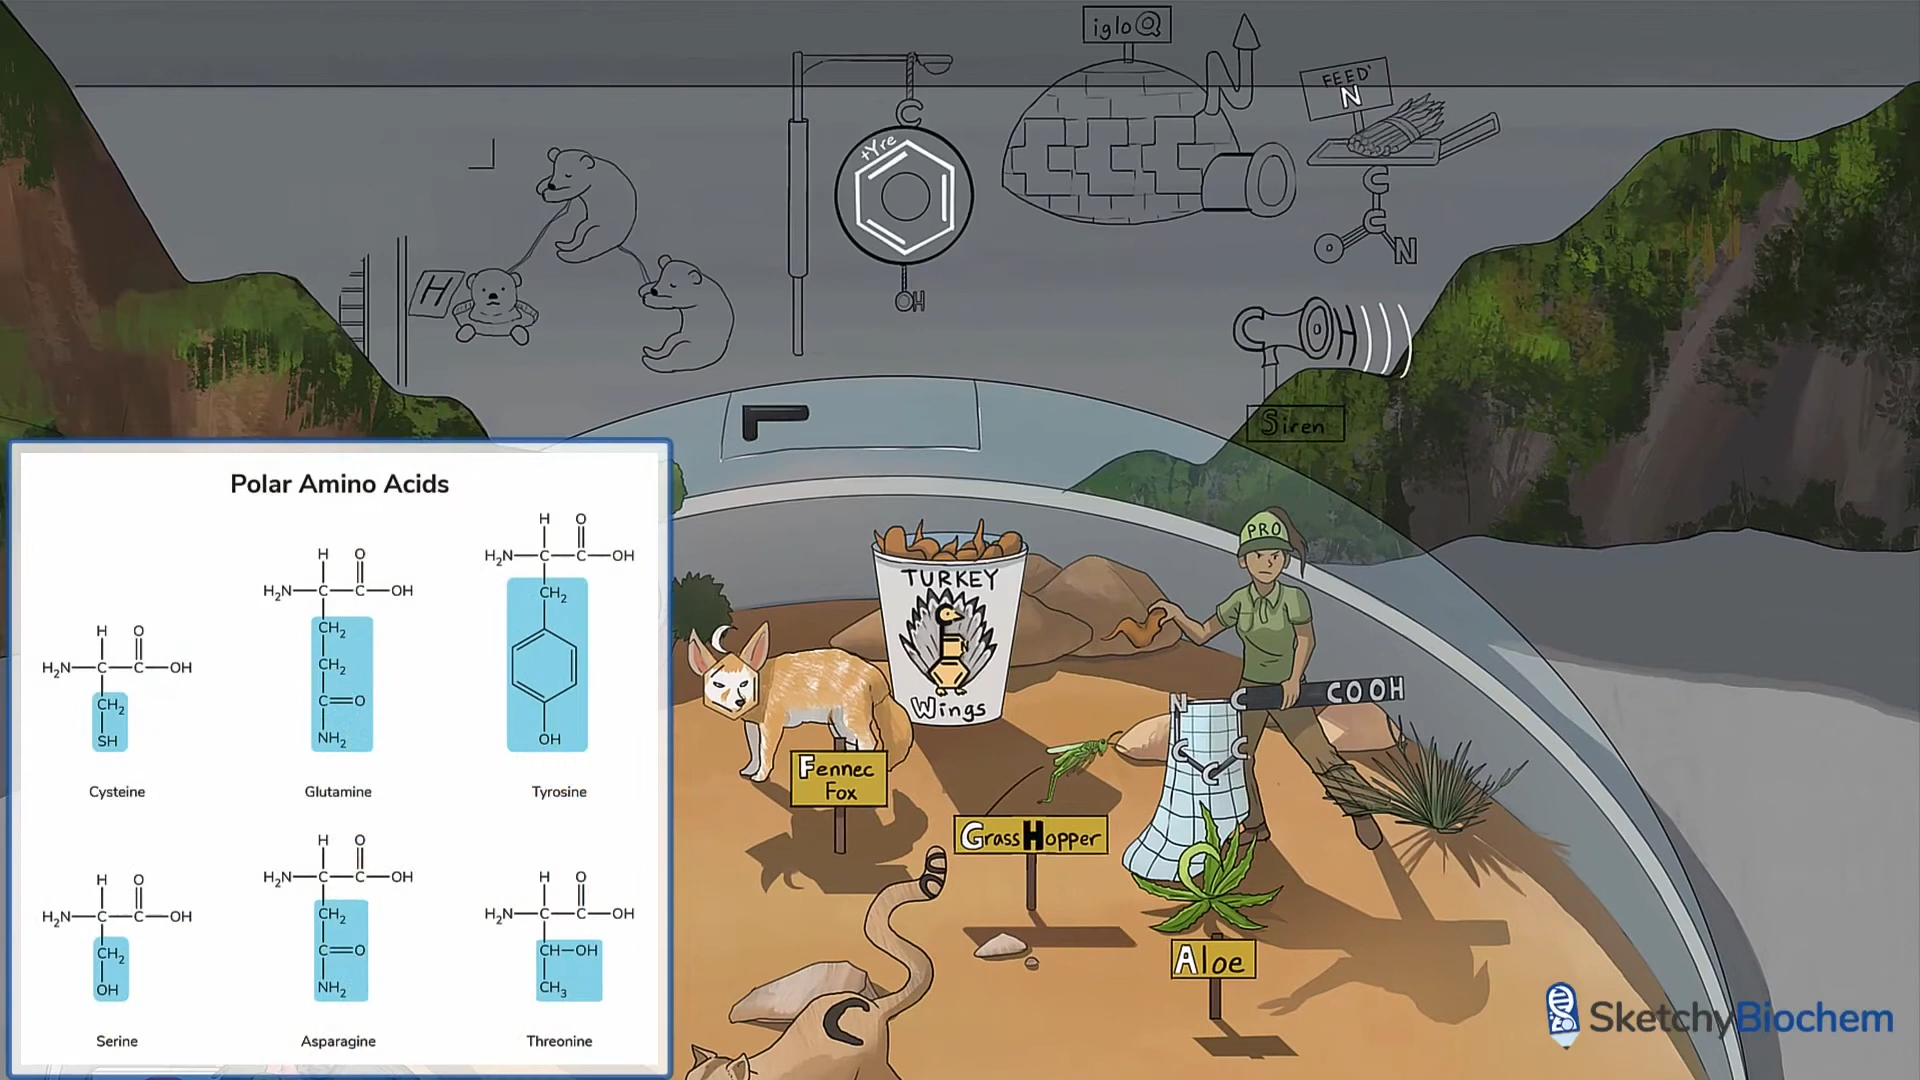 igloQ
N
FEED'
N
C
+Yre
C
C
O
N
H
OH
C O H
Siren
PRO
TURKEY
N
Wings
N C COOH
C C
C
Fennec
Fox
GrassHopper
Aloe
Polar Amino Acids
H O
H₂N C C OH
CH₂
SH
Cysteine
H O
H₂N C C OH
CH₂
CH₂
C O
NH₂
Glutamine
H O
H₂N C C OH
CH₂
OH
Tyrosine
H O
H₂N C C OH
CH₂
OH
Serine
H O
H₂N C C OH
CH₂
C O
NH₂
Asparagine
H O
H₂N C C OH
CH OH
CH₃
Threonine
SketchyBiochem